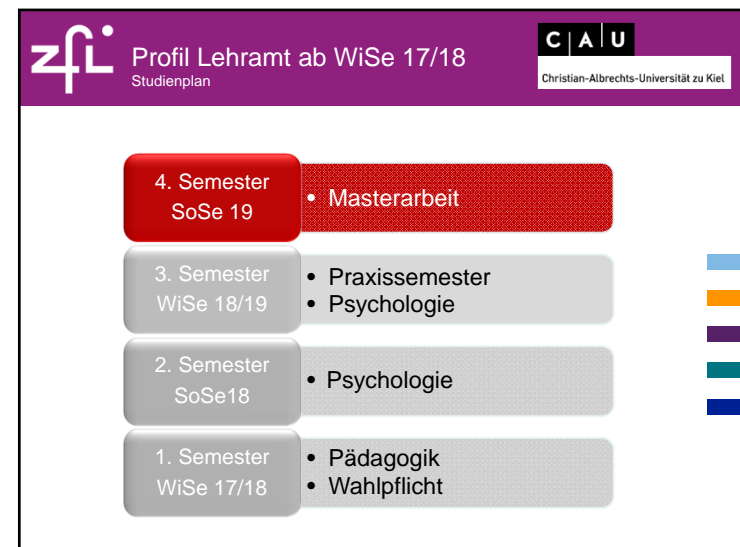 zfL
Profil Lehramt ab WiSe 17/18
Studienplan
C|A|U
Christian-Albrechts-Universität zu Kiel
4. Semester
SoSe 19
• Masterarbeit
3. Semester
WiSe 18/19
• Praxissemester
• Psychologie
2. Semester
SoSe18
• Psychologie
1. Semester
WiSe 17/18
• Pädagogik
• Wahlpflicht